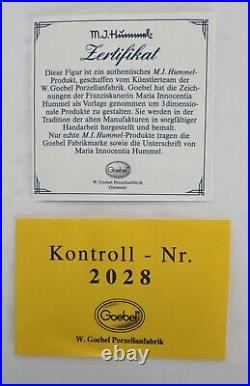 M.J. Hummel
Zertifikat
Diese Figur ist ein authentisches M.I. Hummel-
Produkt, geschaffen vom Künstlerteam der
W. Goebel Porzellanfabrik. Goebel hat die Zeich-
nungen der Franziskanerin Maria Innocentia
Hummel als Vorlage genommen um 3 dimensio-
nale Produkte zu gestalten. Sie werden in der Tradi-
tion der alten Manufakturen in sorgfältiger
Handarbeit hergestellt und bemalt.
Nur echte M.I. Hummel-Produkte tragen die
Goebel Fabrikmarke sowie die Unterschrift von
Maria Innocentia Hummel.
Goebel
W. Goebel Porzellanfabrik
Germany
Kontroll - Nr.
2028
Goebel
W. Goebel Porzellanfabrik